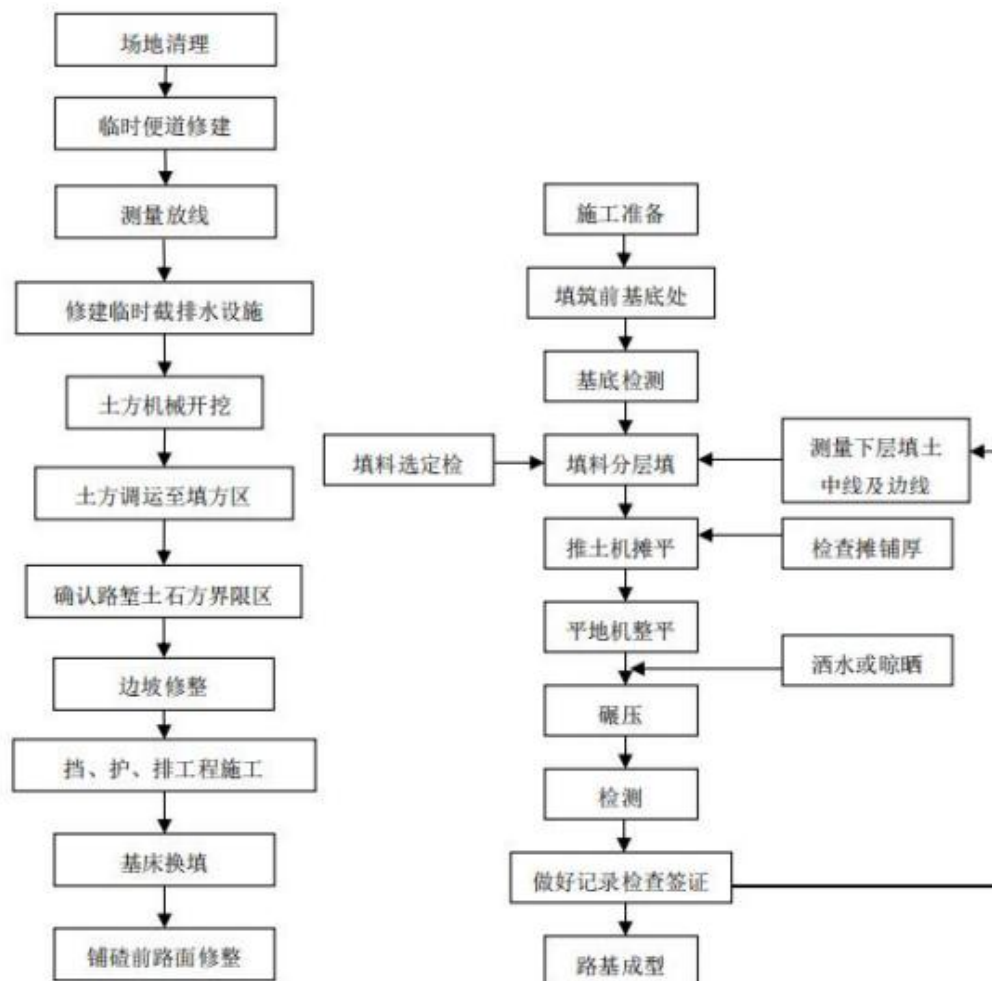 场地清理
临时便道修建
测量放线
修建临时截排水设施
土方机械开挖
土方调运至填方区
确认路堑土石方界限区
边坡修整
挡、护、排工程施工
基床换填
铺碴前路面修整
施工准备
填筑前基底处
基底检测
填料选定检
填料分层填
测量下层填土
中线及边线
推土机摊平
检查摊铺厚
平地机整平
洒水或晾晒
碾压
检测
做好记录检查签证
路基成型